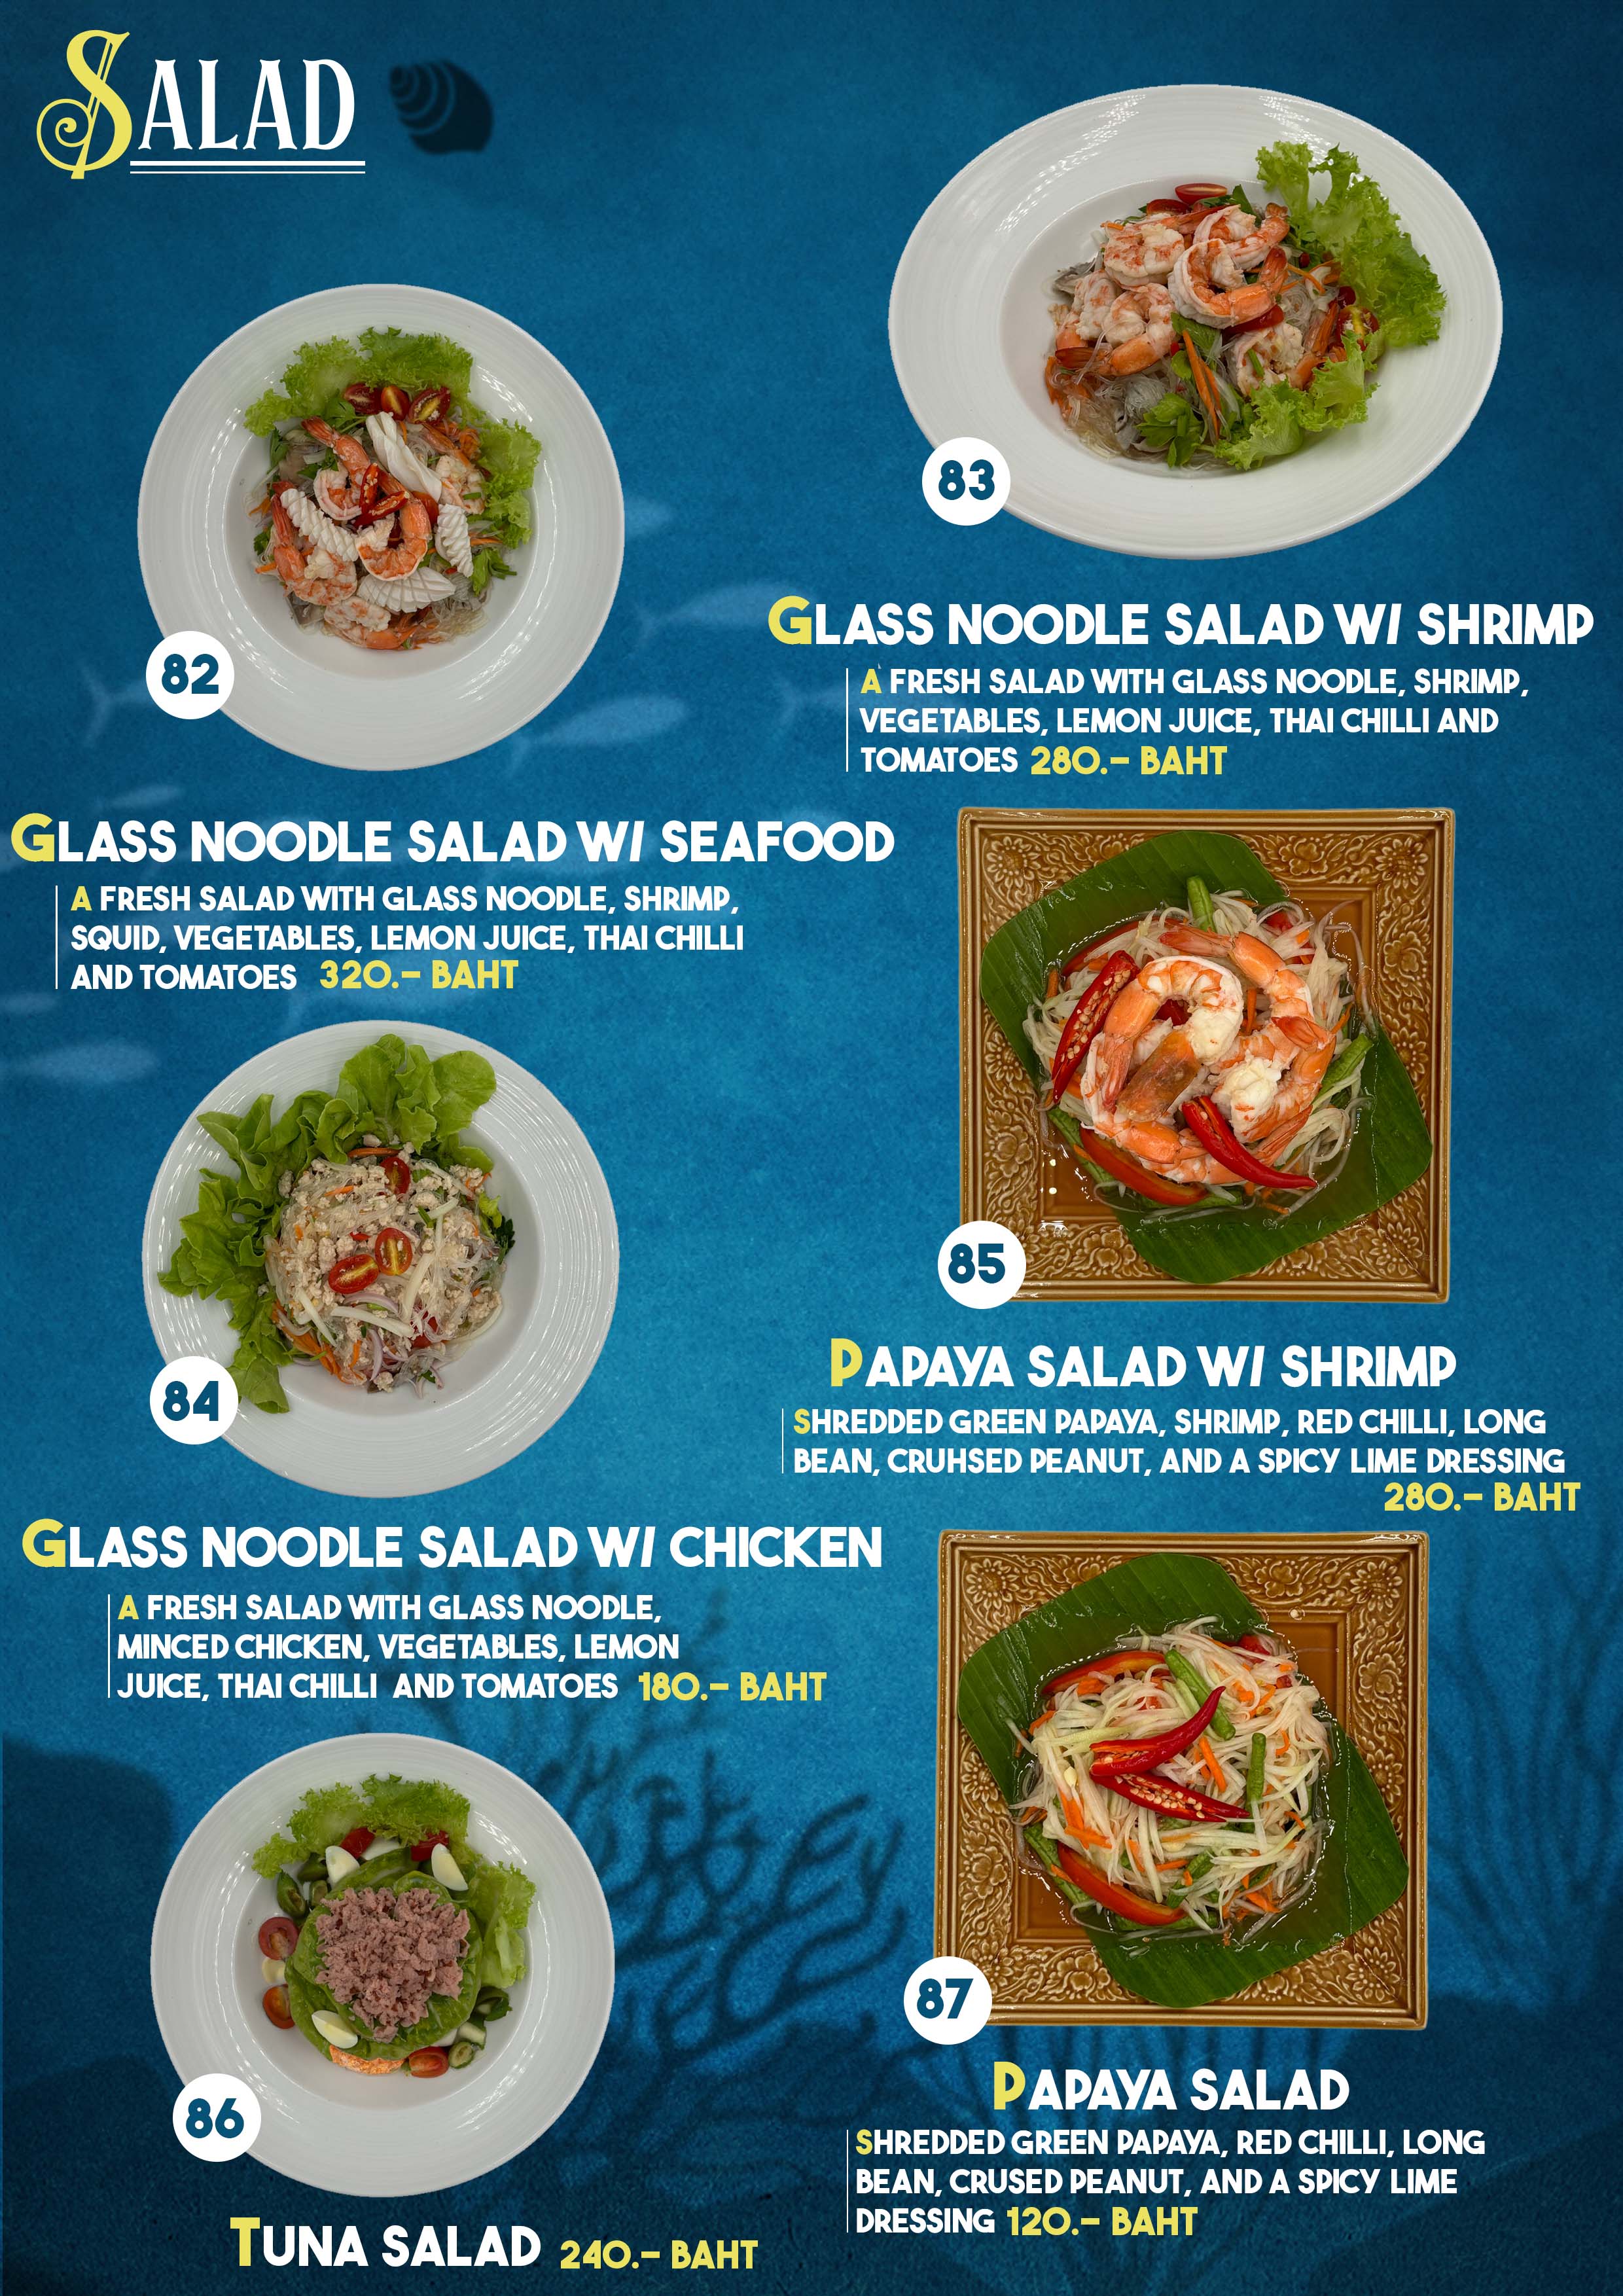 SALAD
82
83
GLASS NOODLE SALAD W/ SHRIMP
A FRESH SALAD WITH GLASS NOODLE, SHRIMP,
VEGETABLES, LEMON JUICE, THAI CHILLI AND
TOMATOES 280.- BAHT
GLASS NOODLE SALAD W/ SEAFOOD
A FRESH SALAD WITH GLASS NOODLE, SHRIMP,
SQUID, VEGETABLES, LEMON JUICE, THAI CHILLI
AND TOMATOES 320.- BAHT
84
85
PAPAYA SALAD W/ SHRIMP
SHREDDED GREEN PAPAYA, SHRIMP, RED CHILLI, LONG
BEAN, CRUHSED PEANUT, AND A SPICY LIME DRESSING
280.- BAHT
GLASS NOODLE SALAD W/ CHICKEN
A FRESH SALAD WITH GLASS NOODLE,
MINCED CHICKEN, VEGETABLES, LEMON
JUICE, THAI CHILLI AND TOMATOES 180.- BAHT
86
87
PAPAYA SALAD
SHREDDED GREEN PAPAYA, RED CHILLI, LONG
BEAN, CRUSED PEANUT, AND A SPICY LIME
DRESSING 120.- BAHT
TUNA SALAD 240.- BAHT